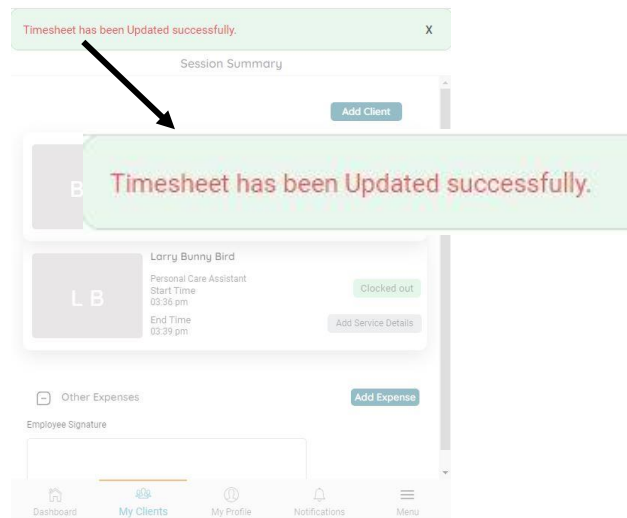 Timesheet has been Updated successfully. X
Session Summary
Add Client
B
Timesheet has been Updated successfully.
Larry Bunny Bird
L B
Personal Care Assistant
Start Time
03:36 pm
Clocked out
End Time
03:39 pm
Add Service Details
Other Expenses
Add Expense
Employee Signature
Dashboard My Clients My Profile Notifications Menu